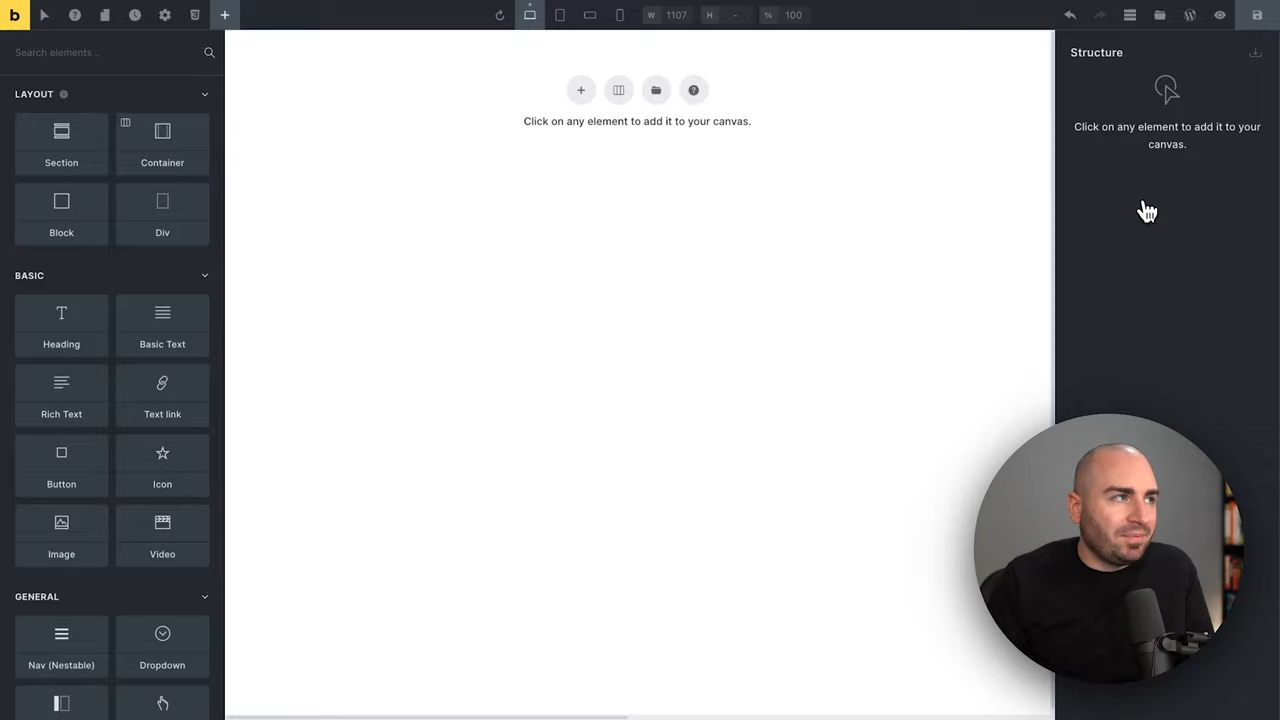 b
W 1107 H - % 100
Search elements ...
LAYOUT
Section
Container
Block
Div
BASIC
Heading
Basic Text
Rich Text
Text link
Button
Icon
Image
Video
GENERAL
Nav (Nestable)
Dropdown
Click on any element to add it to your canvas.
Structure
Click on any element to add it to your
canvas.